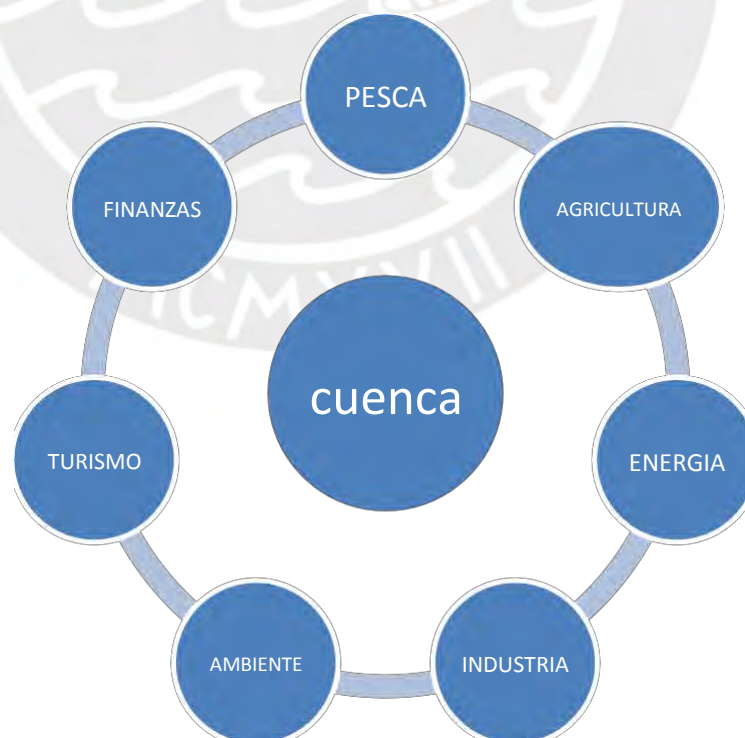 PESCA
FINANZAS
AGRICULTURA
cuenca
TURISMO
ENERGIA
AMBIENTE
INDUSTRIA